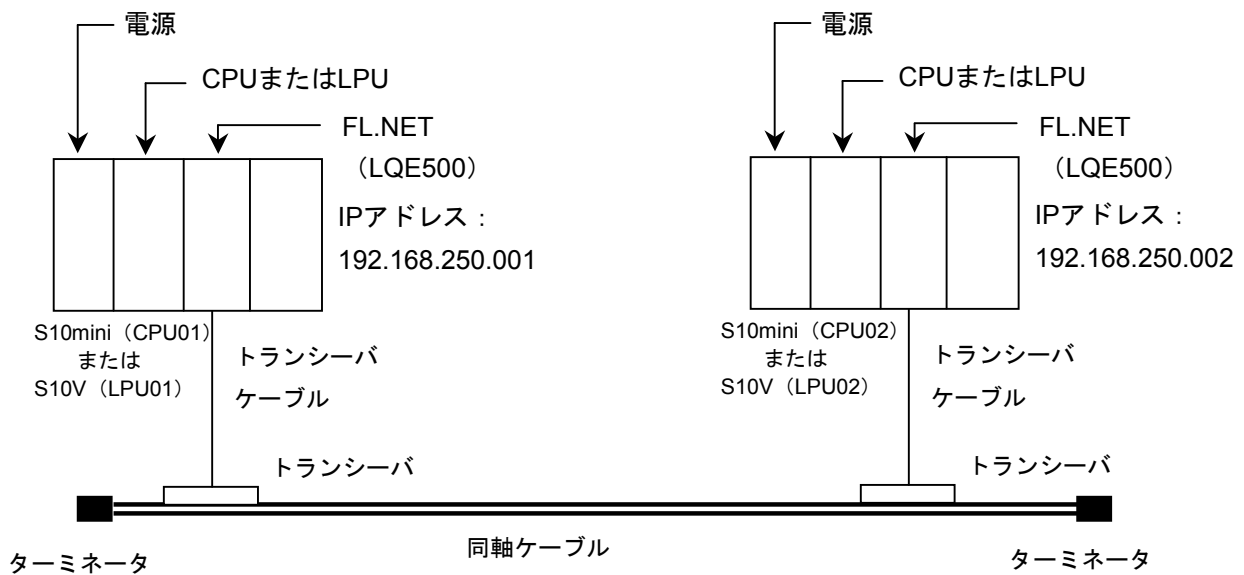 電源
CPUまたはLPU
FL.NET
（LQE500）
IPアドレス：
192.168.250.001
S10mini（CPU01）
または
S10V（LPU01）
トランシーバ
ケーブル
トランシーバ
電源
CPUまたはLPU
FL.NET
（LQE500）
IPアドレス：
192.168.250.002
S10mini（CPU02）
または
S10V（LPU02）
トランシーバ
ケーブル
トランシーバ
ターミネータ
同軸ケーブル
ターミネータ